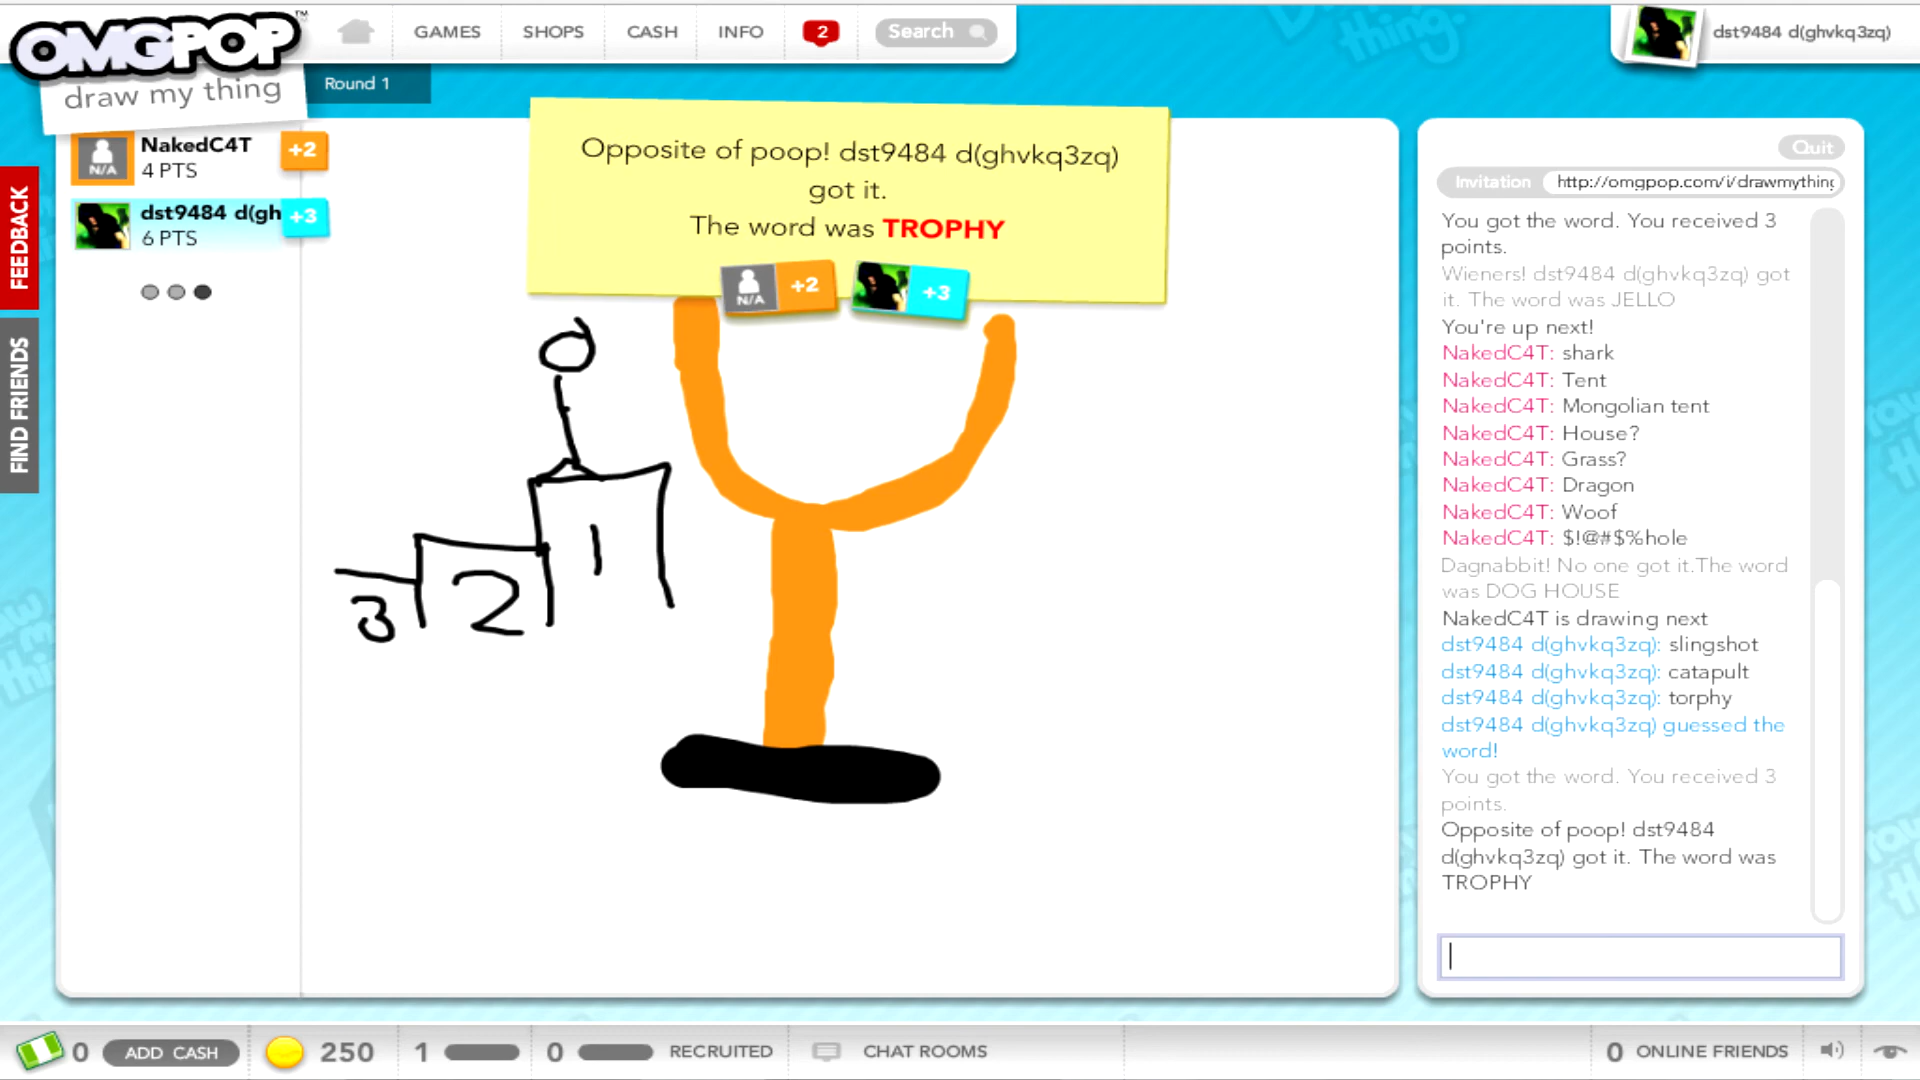 OMGPOP™
draw my thing
GAMES
SHOPS
CASH
INFO
2
Search
dst9484 d(ghvkq3zq)
Round 1
NakedC4T
4 PTS
+2
N/A
dst9484 d(gh
6 PTS
+3
FEEDBACK
FIND FRIENDS
Opposite of poop! dst9484 d(ghvkq3zq)
got it.
The word was TROPHY
N/A
+2
+3
1
2
3
Quit
Invitation
http://omgpop.com/i/drawmything
You got the word. You received 3
points.
Wieners! dst9484 d(ghvkq3zq) got
it. The word was JELLO
You're up next!
NakedC4T: shark
NakedC4T: Tent
NakedC4T: Mongolian tent
NakedC4T: House?
NakedC4T: Grass?
NakedC4T: Dragon
NakedC4T: Woof
NakedC4T: $!@#$%hole
Dagnabbit! No one got it.The word
was DOG HOUSE
NakedC4T is drawing next
dst9484 d(ghvkq3zq): slingshot
dst9484 d(ghvkq3zq): catapult
dst9484 d(ghvkq3zq): torphy
dst9484 d(ghvkq3zq) guessed the
word!
You got the word. You received 3
points.
Opposite of poop! dst9484
d(ghvkq3zq) got it. The word was
TROPHY
0
ADD CASH
250
1
0
RECRUITED
CHAT ROOMS
0 ONLINE FRIENDS